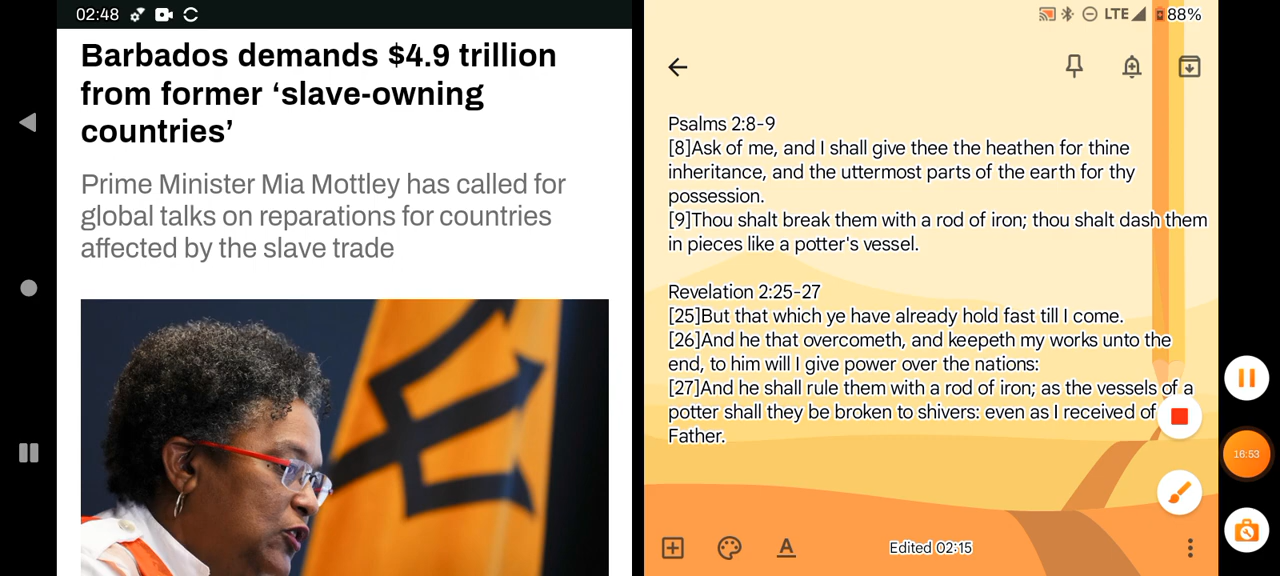 02:48
LTE 88%
Barbados demands $4.9 trillion
from former ‘slave-owning
countries’
Prime Minister Mia Mottley has called for
global talks on reparations for countries
affected by the slave trade
Psalms 2:8-9
[8]Ask of me, and I shall give thee the heathen for thine
inheritance, and the uttermost parts of the earth for thy
possession.
[9]Thou shalt break them with a rod of iron; thou shalt dash them
in pieces like a potter's vessel.
Revelation 2:25-27
[25]But that which ye have already hold fast till I come.
[26]And he that overcometh, and keepeth my works unto the
end, to him will I give power over the nations:
[27]And he shall rule them with a rod of iron; as the vessels of a
potter shall they be broken to shivers: even as I received of
Father.
A
Edited 02:15
16:53